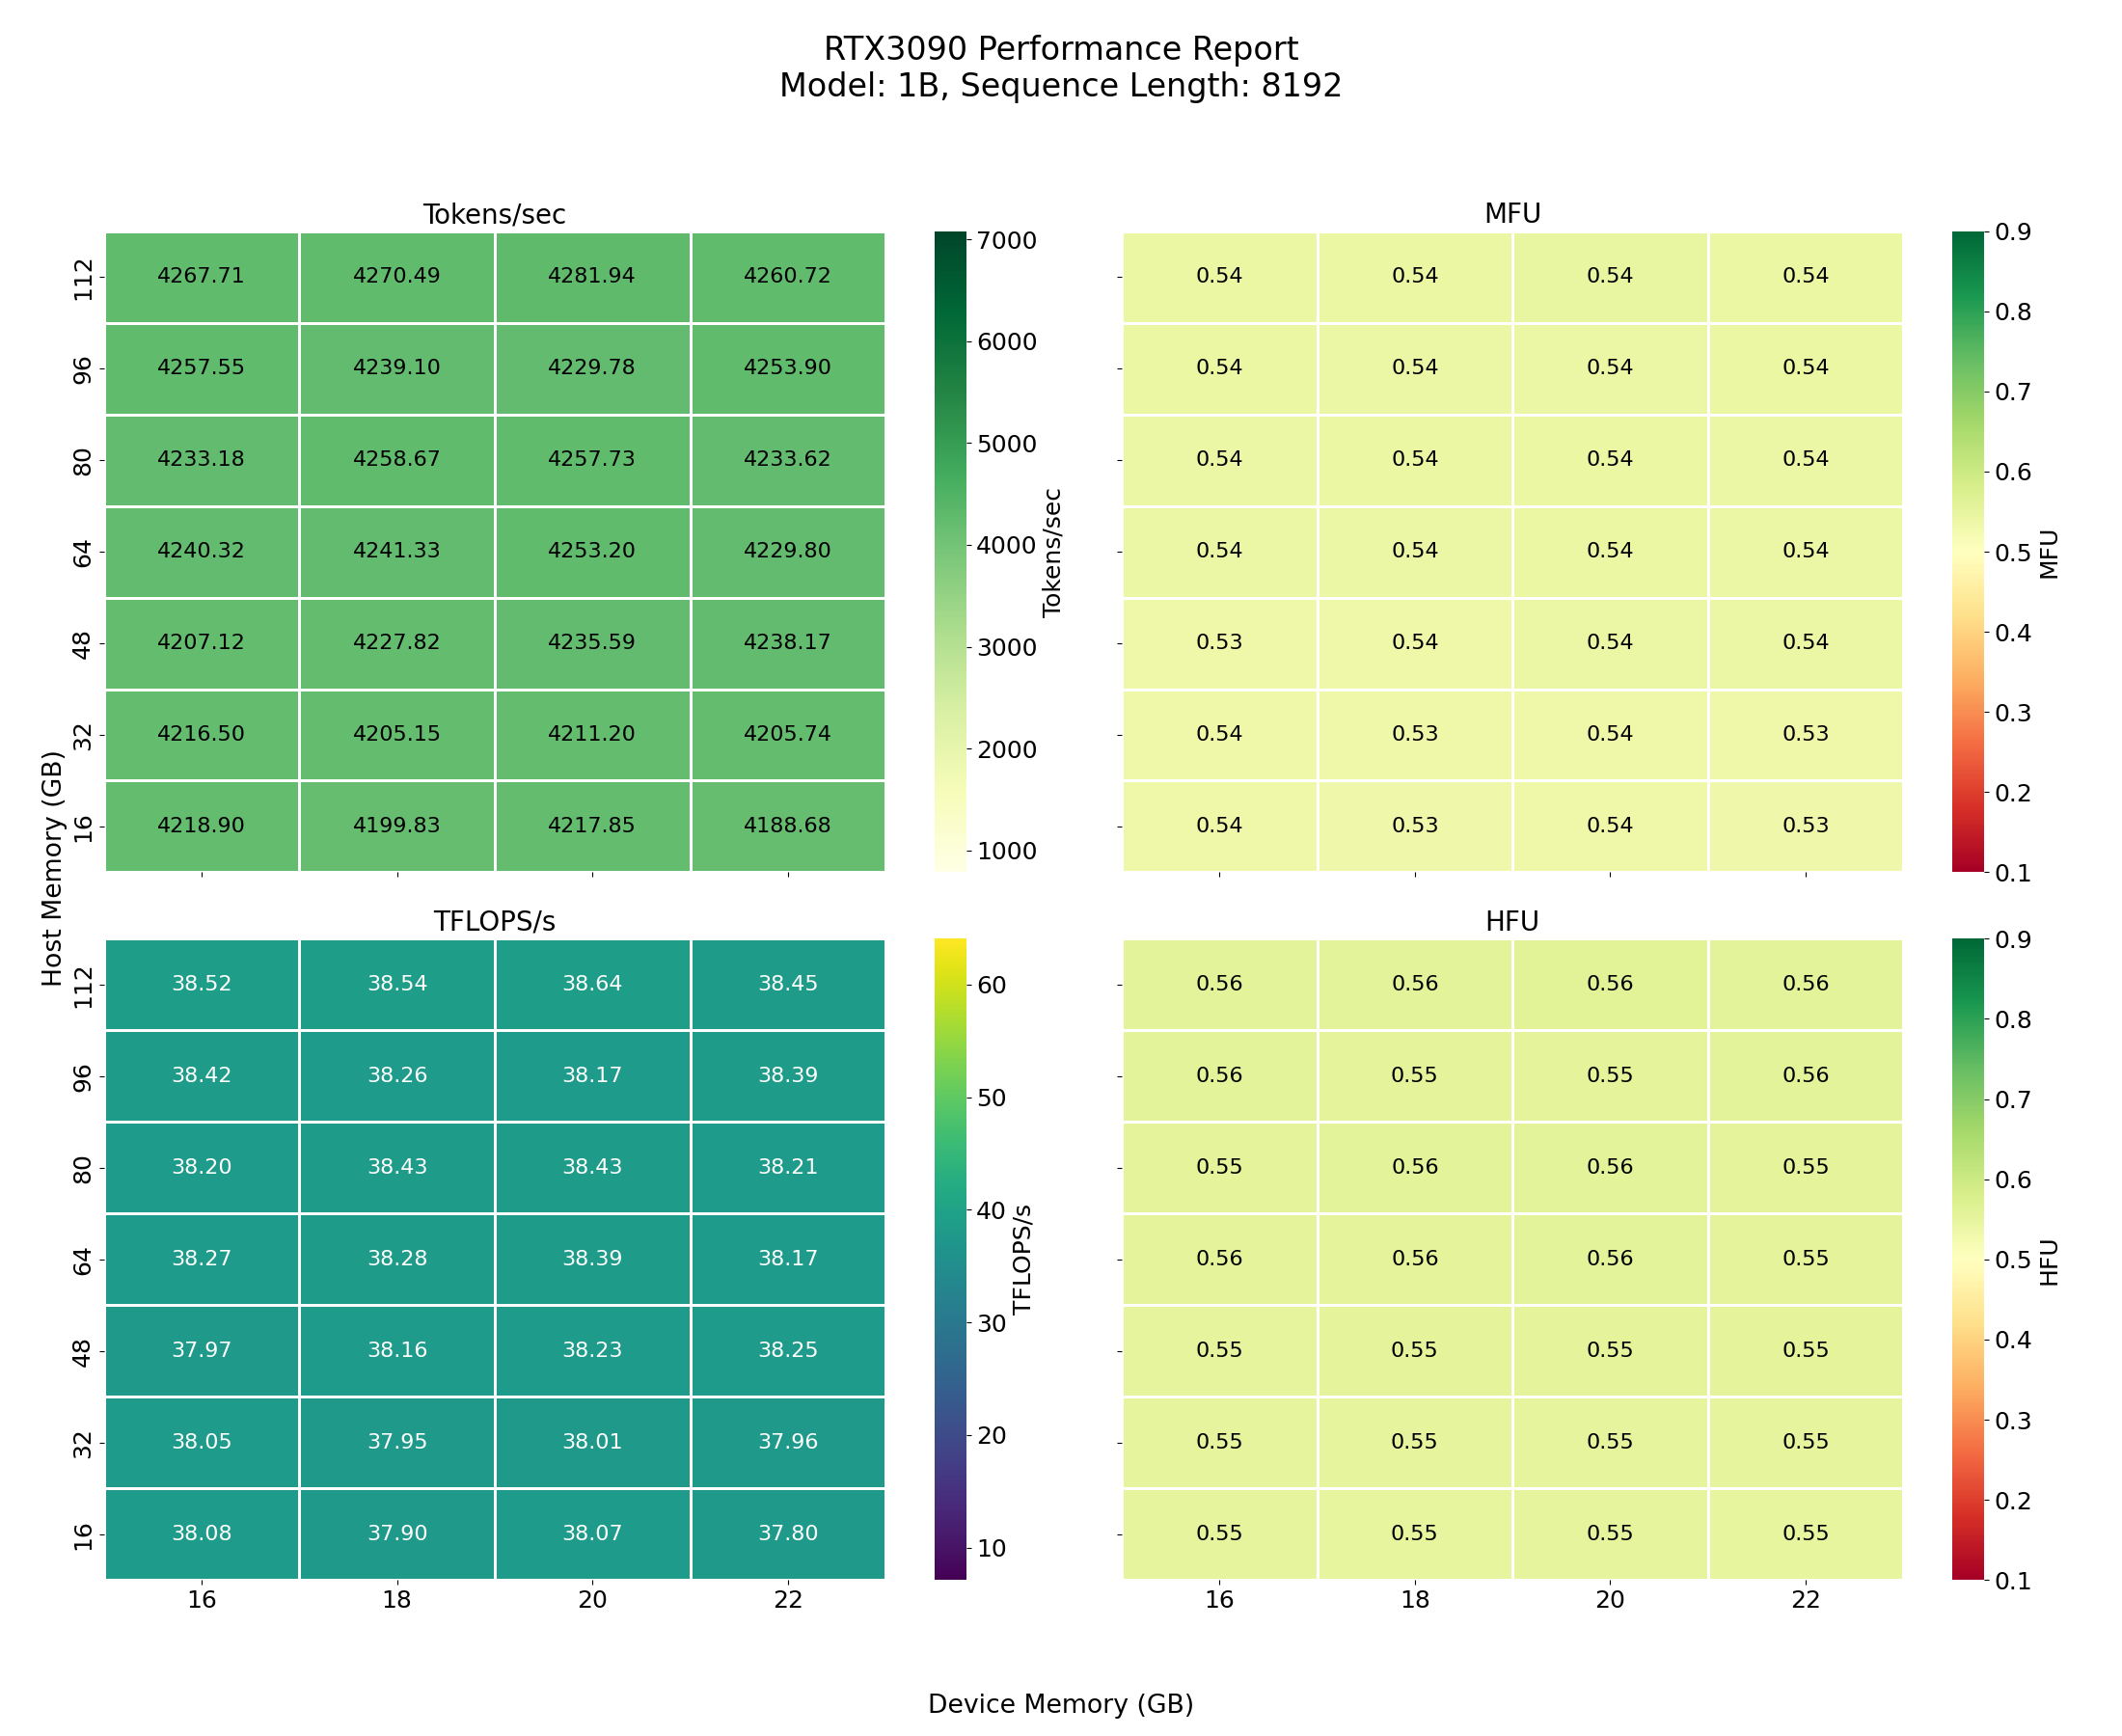 RTX3090 Performance Report
Model: 1B, Sequence Length: 8192
Tokens/sec
112 4267.71 4270.49 4281.94 4260.72
96 4257.55 4239.10 4229.78 4253.90
80 4233.18 4258.67 4257.73 4233.62
64 4240.32 4241.33 4253.20 4229.80
48 4207.12 4227.82 4235.59 4238.17
32 4216.50 4205.15 4211.20 4205.74
16 4218.90 4199.83 4217.85 4188.68
7000
6000
5000
4000
3000
2000
1000
Tokens/sec
MFU
0.54 0.54 0.54 0.54
0.54 0.54 0.54 0.54
0.54 0.54 0.54 0.54
0.54 0.54 0.54 0.54
0.53 0.54 0.54 0.54
0.54 0.53 0.54 0.53
0.54 0.53 0.54 0.53
0.9
0.8
0.7
0.6
0.5
0.4
0.3
0.2
0.1
MFU
Host Memory (GB)
TFLOPS/s
112 38.52 38.54 38.64 38.45
96 38.42 38.26 38.17 38.39
80 38.20 38.43 38.43 38.21
64 38.27 38.28 38.39 38.17
48 37.97 38.16 38.23 38.25
32 38.05 37.95 38.01 37.96
16 38.08 37.90 38.07 37.80
16 18 20 22
60
50
40
30
20
10
TFLOPS/s
HFU
0.56 0.56 0.56 0.56
0.56 0.55 0.55 0.56
0.55 0.56 0.56 0.55
0.56 0.56 0.56 0.55
0.55 0.55 0.55 0.55
0.55 0.55 0.55 0.55
0.55 0.55 0.55 0.55
16 18 20 22
0.9
0.8
0.7
0.6
0.5
0.4
0.3
0.2
0.1
HFU
Device Memory (GB)